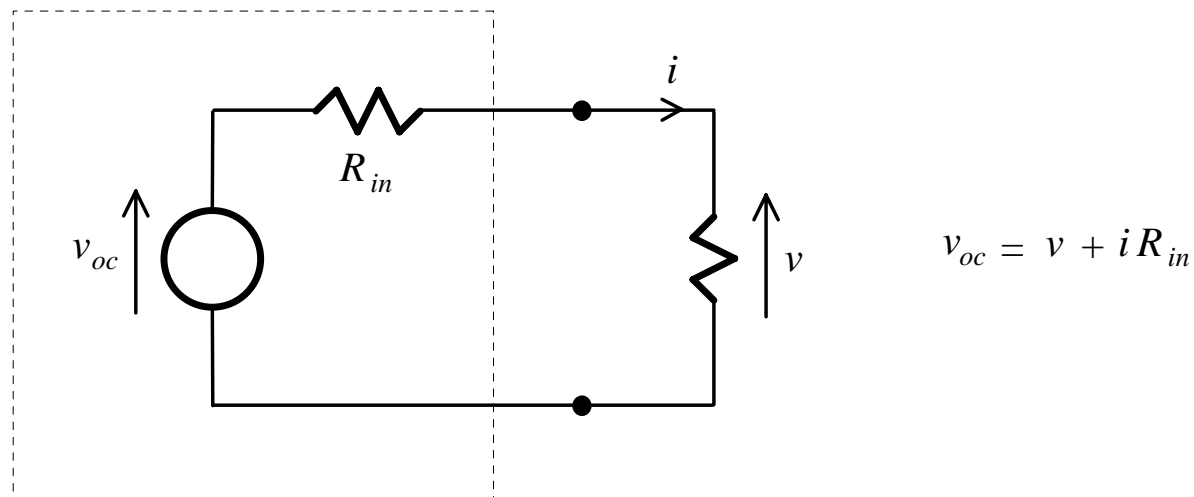 i
R_in
v_oc
v
v_oc = v + i R_in